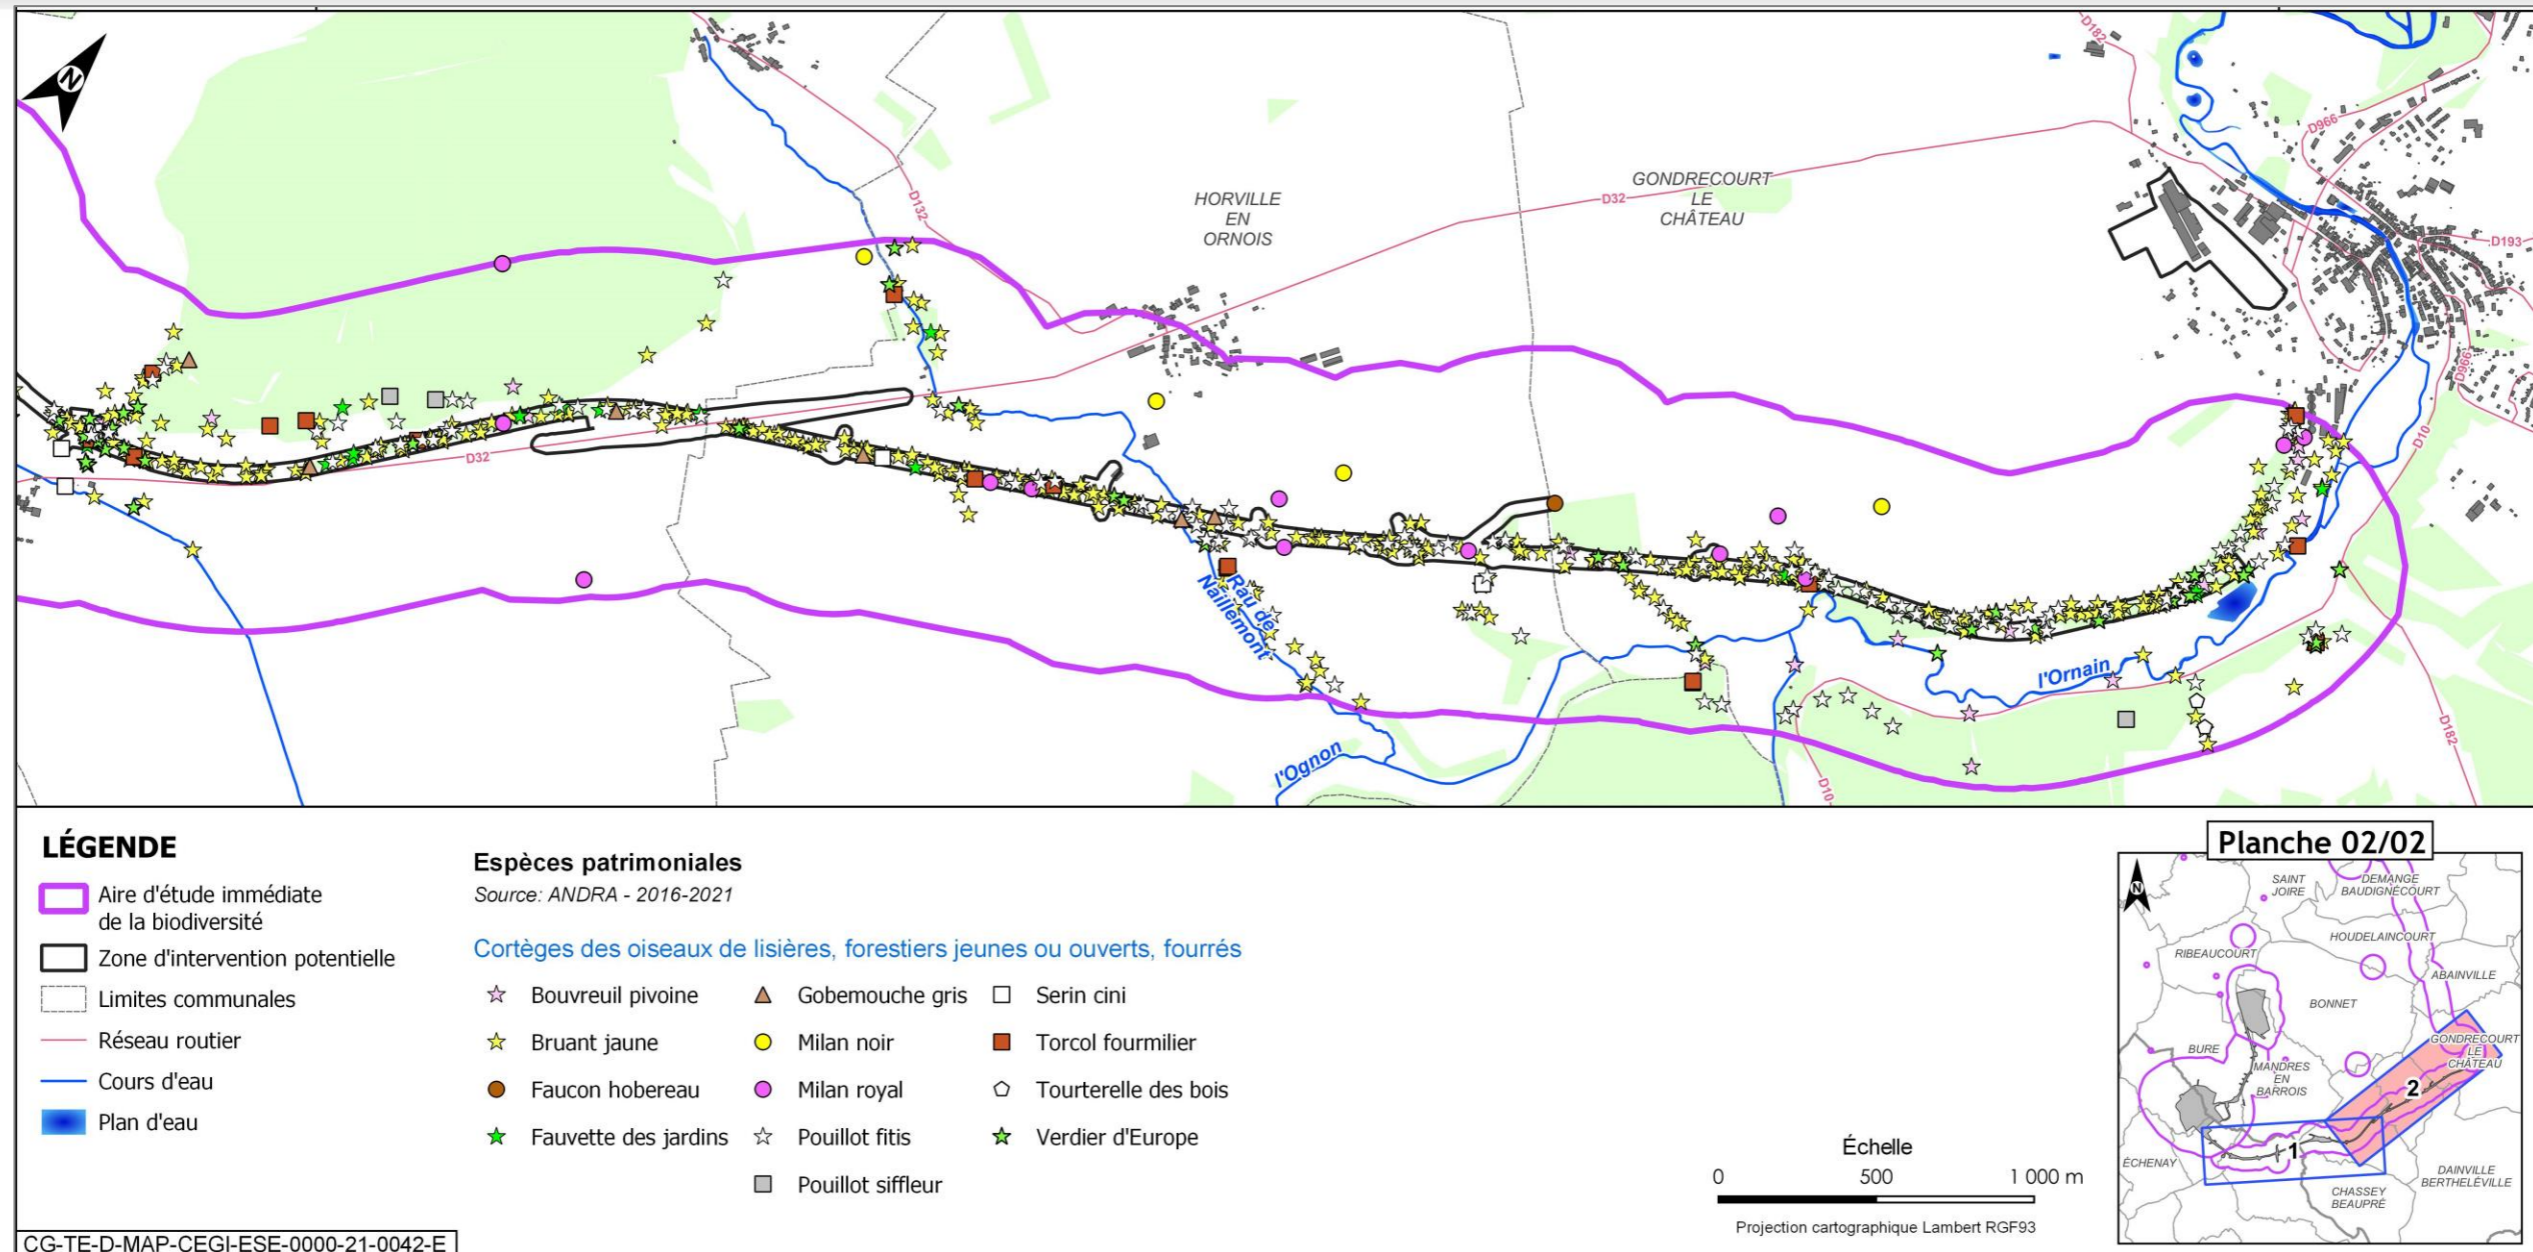 N
D182
D966
D132
HORVILLE
EN
ORNOIS
GONDRECOURT
LE
CHÂTEAU
D32
D193
D966
D32
D10
Rau de
Naillemont
l'Ornain
l'Ognon
D10
D182
LÉGENDE
Aire d'étude immédiate
de la biodiversité
Zone d'intervention potentielle
Limites communales
Réseau routier
Cours d'eau
Plan d'eau
Espèces patrimoniales
Source: ANDRA - 2016-2021
Cortèges des oiseaux de lisières, forestiers jeunes ou ouverts, fourrés
Bouvreuil pivoine
Bruant jaune
Faucon hobereau
Fauvette des jardins
Gobemouche gris
Milan noir
Milan royal
Pouillot fitis
Pouillot siffleur
Serin cini
Torcol fourmilier
Tourterelle des bois
Verdier d'Europe
Échelle
0 500 1 000 m
Projection cartographique Lambert RGF93
Planche 02/02
N
SAINT
JOIRE
DEMANGE
BAUDIGNÉCOURT
HOUDELAINCOURT
RIBEAUCOURT
ABAINVILLE
BONNET
GONDRECOURT
LE
CHÂTEAU
BURE
MANDRES
EN
BARROIS
2
1
ÉCHENAY
DAINVILLE
BERTHELÉVILLE
CHASSEY
BEAUPRÉ
CG-TE-D-MAP-CEGI-ESE-0000-21-0042-E